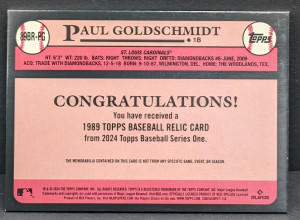 89BR-PG
PAUL GOLDSCHMIDT
•1B
Topps
ST. LOUIS CARDINALS®
HT: 6'3" WT: 220 lb. BATS: RIGHT THROWS: RIGHT DRFT: DIAMONDBACKS #8-JUNE, 2009
ACQ: TRADE WITH DIAMONDBACKS, 12-5-18 BORN: 9-10-87, WILMINGTON, DEL. HOME: THE WOODLANDS, TEX.
CONGRATULATIONS!
You have received a
1989 TOPPS BASEBALL RELIC CARD
from 2024 Topps Baseball Series One.
THE MEMORABILIA CONTAINED IN THIS CARD IS NOT FROM ANY SPECIFIC GAME, EVENT, OR SEASON.